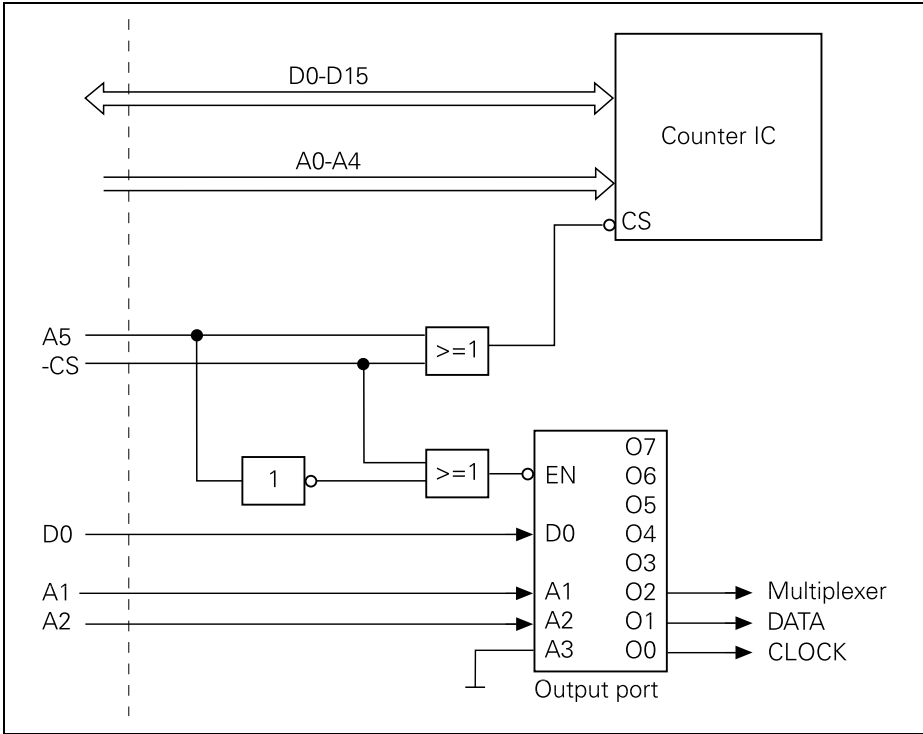 D0-D15
Counter IC
A0-A4
CS
A5
-CS
>=1
1
>=1
EN
D0
A1
A2
A3
O7
O6
O5
O4
O3
O2
O1
O0
D0
A1
A2
Multiplexer
DATA
CLOCK
Output port